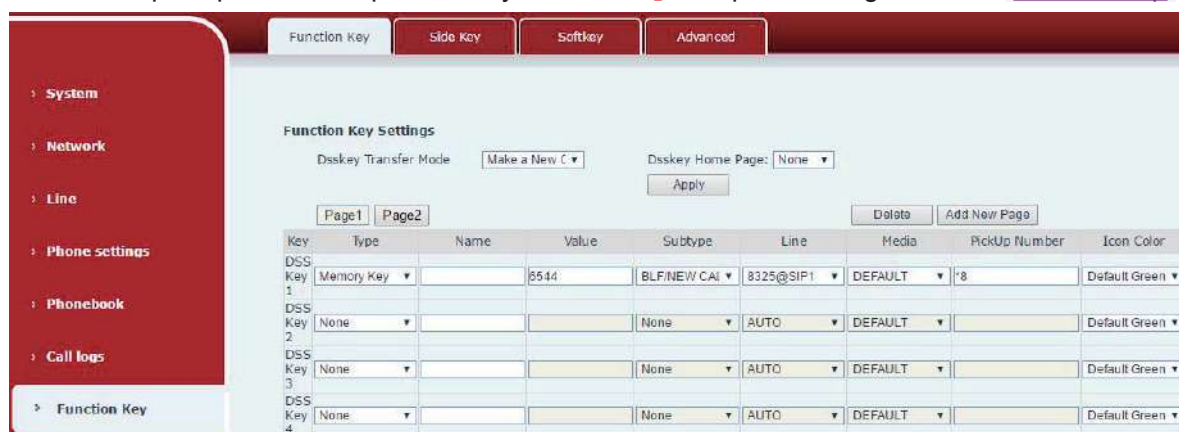 Function Key Side Key Softkey Advanced
System
Network
Line
Phone settings
Phonebook
Call logs
Function Key
Function Key Settings
Dsskey Transfer Mode Make a New C Dsskey Home Page: None
Apply
Page1 Page2 Delete Add New Page
Key Type Name Value Subtype Line Media PickUp Number Icon Color
DSS Key 1 Memory Key 6544 BLF/NEW CAL 8325@SIP1 DEFAULT *8 Default Green
DSS Key 2 None None AUTO DEFAULT Default Green
DSS Key 3 None None AUTO DEFAULT Default Green
DSS Key 4 None None AUTO DEFAULT Default Green